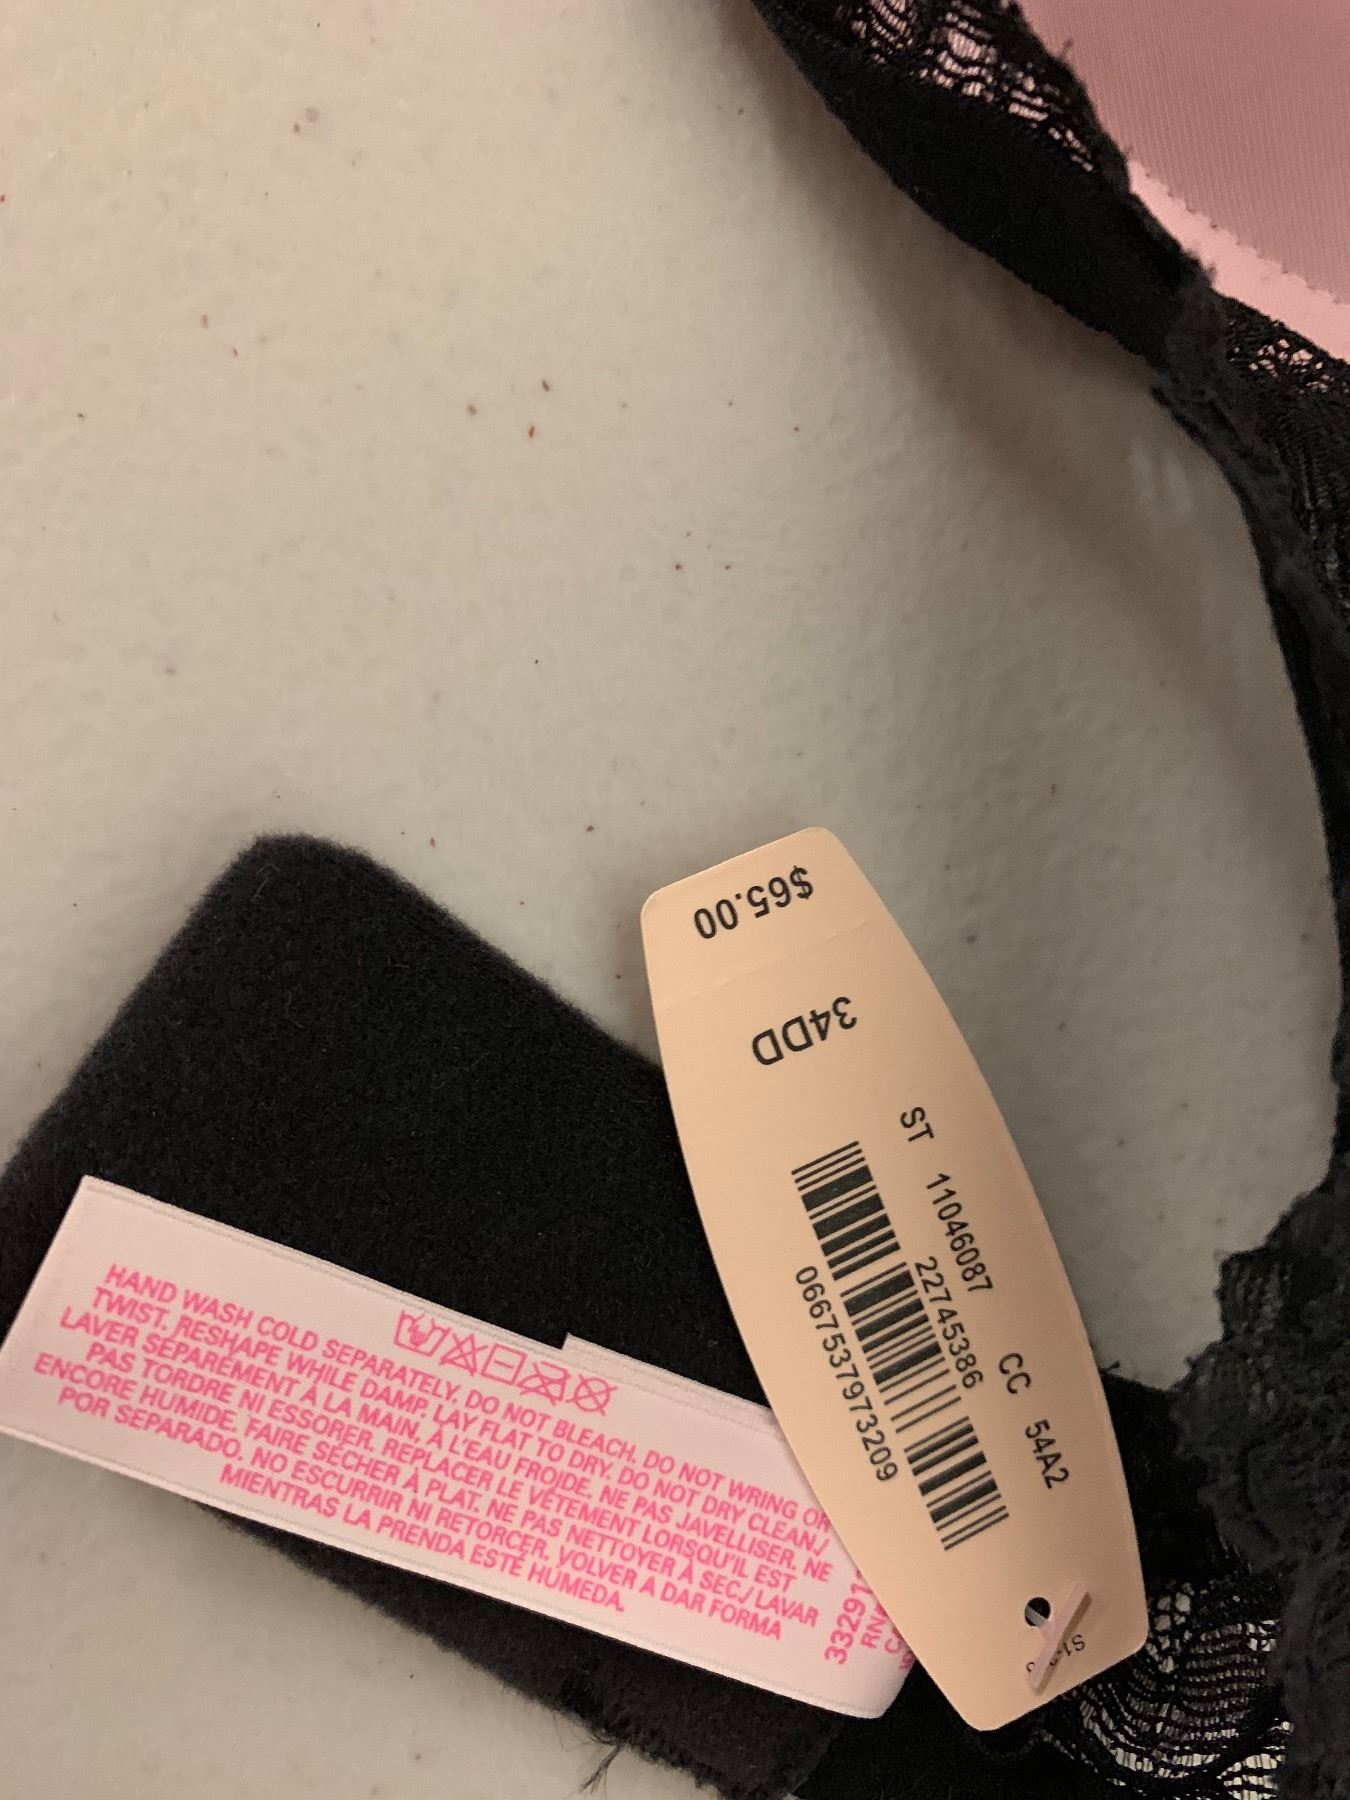 $65.00
34DD
ST 11046087 CC 54A2
22745386
0667537973209
HAND WASH COLD SEPARATELY. DO NOT BLEACH. DO NOT WRING OR
TWIST. RESHAPE WHILE DAMP. LAY FLAT TO DRY. DO NOT DRY CLEAN./
LAVER SEPAREMENT À LA MAIN, À L'EAU FROIDE. NE PAS JAVELLISER. NE
PAS TORDRE NI ESSORER. REPLACER LE VÊTEMENT LORSQU'IL EST
ENCORE HUMIDE. FAIRE SÉCHER À PLAT. NE PAS NETTOYER À SEC./ LAVAR
POR SEPARADO. NO ESCURRIR NI RETORCER. VOLVER A DAR FORMA
MIENTRAS LA PRENDA ESTÉ HÚMEDA.
33291
RN